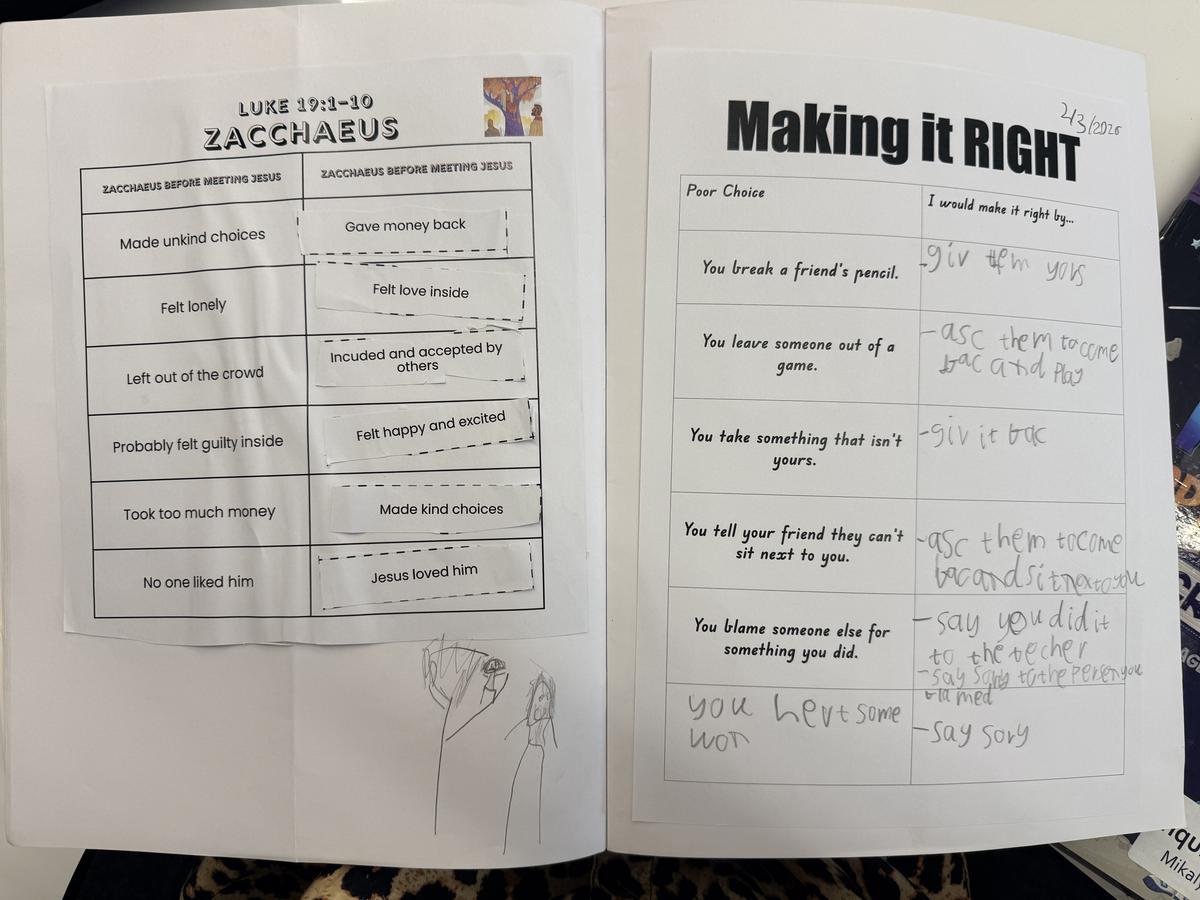 LUKE 19:1-10
ZACCHAEUS
ZACCHAEUS BEFORE MEETING JESUS
ZACCHAEUS BEFORE MEETING JESUS
Made unkind choices
Gave money back
Felt lonely
Felt love inside
Left out of the crowd
Incuded and accepted by
others
Probably felt guilty inside
Felt happy and excited
Took too much money
Made kind choices
No one liked him
Jesus loved him
2/3/2026
Making it RIGHT
Poor Choice
I would make it right by...
You break a friend's pencil.
-giv them yors
You leave someone out of a
game.
-asc them to come
bac and play
You take something that isn't
yours.
-giv it bac
You tell your friend they can't
sit next to you.
-asc them to come
bac and sit next to you
You blame someone else for
something you did.
-say you did it
to the techer
-say sory to the persen you
blamed
you hert some
won
-say sory
Mikal